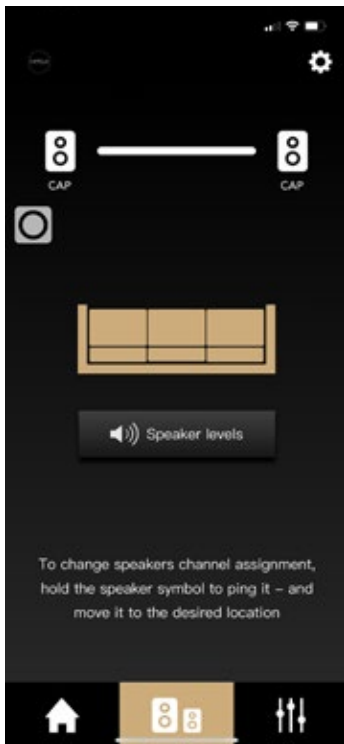 CAP
CAP
Speaker levels
To change speakers channel assignment,
hold the speaker symbol to ping it – and
move it to the desired location